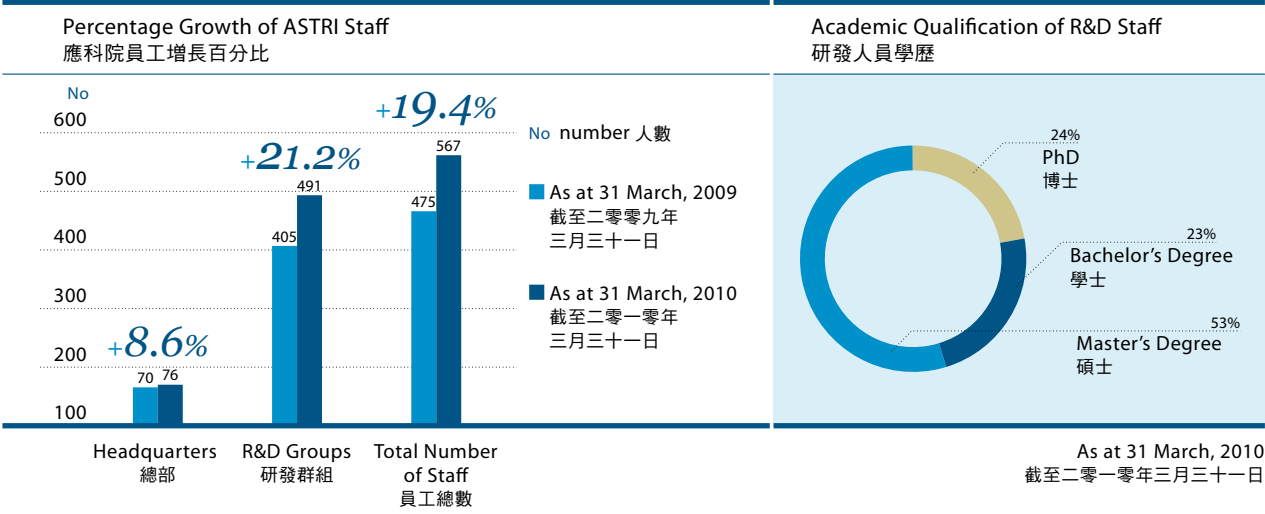 Percentage Growth of ASTRI Staff
應科院員工增長百分比
No
600
500
400
300
200
100
+8.6%
70
76
+21.2%
405
491
+19.4%
475
567
Headquarters
總部
R&D Groups
研發群組
Total Number
of Staff
員工總數
No number 人數
As at 31 March, 2009
截至二零零九年
三月三十一日
As at 31 March, 2010
截至二零一零年
三月三十一日
Academic Qualification of R&D Staff
研發人員學歷
24%
PhD
博士
23%
Bachelor's Degree
學士
53%
Master's Degree
碩士
As at 31 March, 2010
截至二零一零年三月三十一日